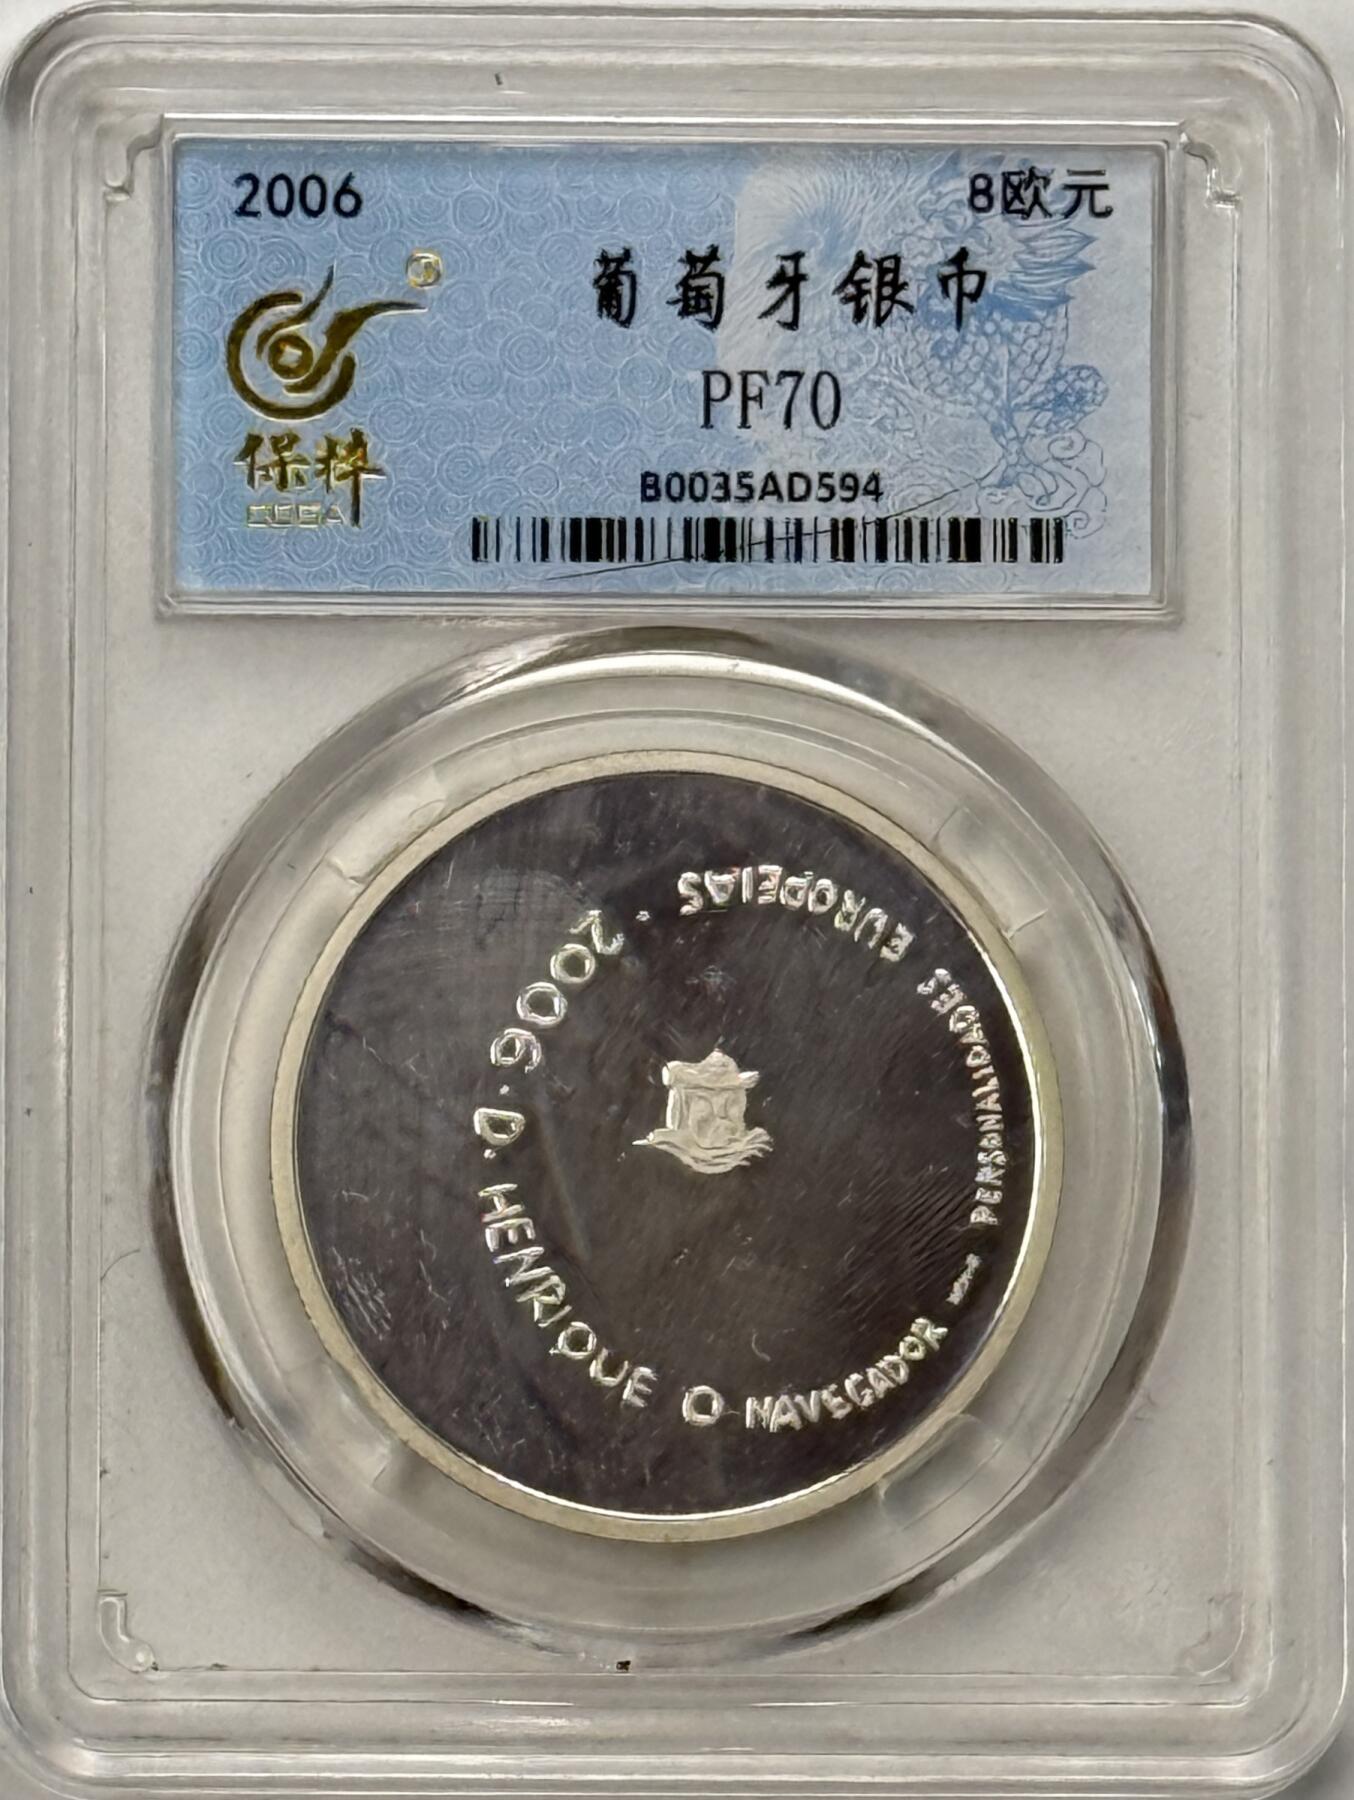 2006
8欧元
葡萄牙银币
PF70
保粹
B0035AD594
2006·D. HENRIQUE O NAVEGADOR — PERSONALIDADES EUROPEIAS ·